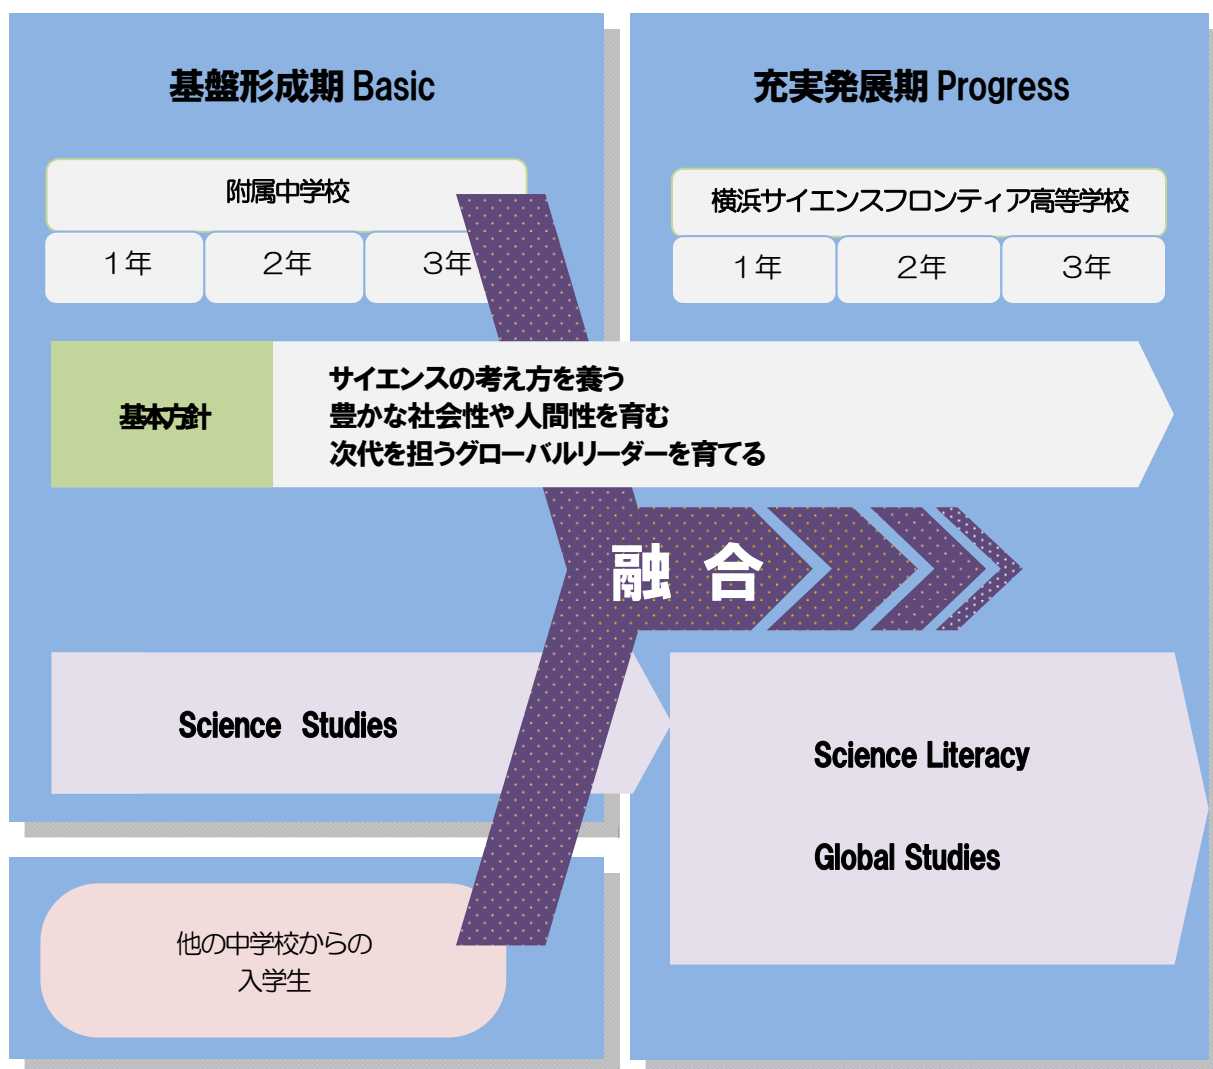 基盤形成期 Basic
附属中学校
1年 2年 3年
充実発展期 Progress
横浜サイエンスフロンティア高等学校
1年 2年 3年
基本方針
サイエンスの考え方を養う
豊かな社会性や人間性を育む
次代を担うグローバルリーダーを育てる
融 合
Science Studies
Science Literacy
Global Studies
他の中学校からの
入学生